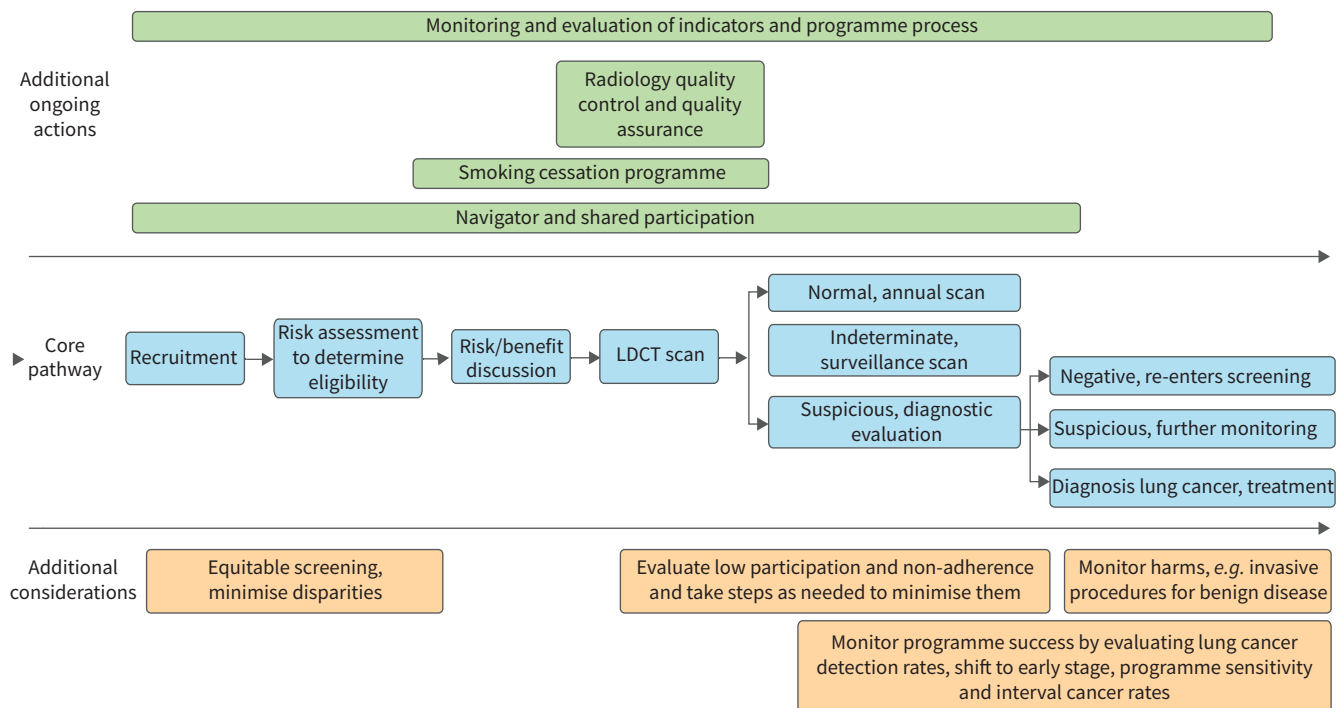 Monitoring and evaluation of indicators and programme process
Additional
ongoing
actions
Radiology quality
control and quality
assurance
Smoking cessation programme
Navigator and shared participation
Core
pathway
Recruitment
Risk assessment
to determine
eligibility
Risk/benefit
discussion
LDCT scan
Normal, annual scan
Indeterminate,
surveillance scan
Suspicious, diagnostic
evaluation
Negative, re-enters screening
Suspicious, further monitoring
Diagnosis lung cancer, treatment
Additional
considerations
Equitable screening,
minimise disparities
Evaluate low participation and non-adherence
and take steps as needed to minimise them
Monitor harms, e.g. invasive
procedures for benign disease
Monitor programme success by evaluating lung cancer
detection rates, shift to early stage, programme sensitivity
and interval cancer rates